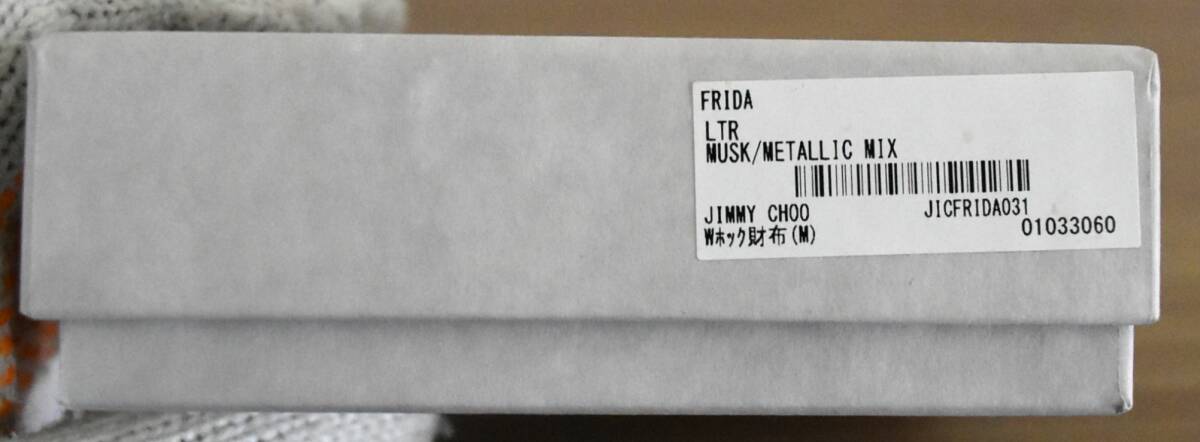 FRIDA
LTR
MUSK/METALLIC MIX
JIMMY CHOO JICFRIDA031
Wﾎｯｸ財布(M) 01033060